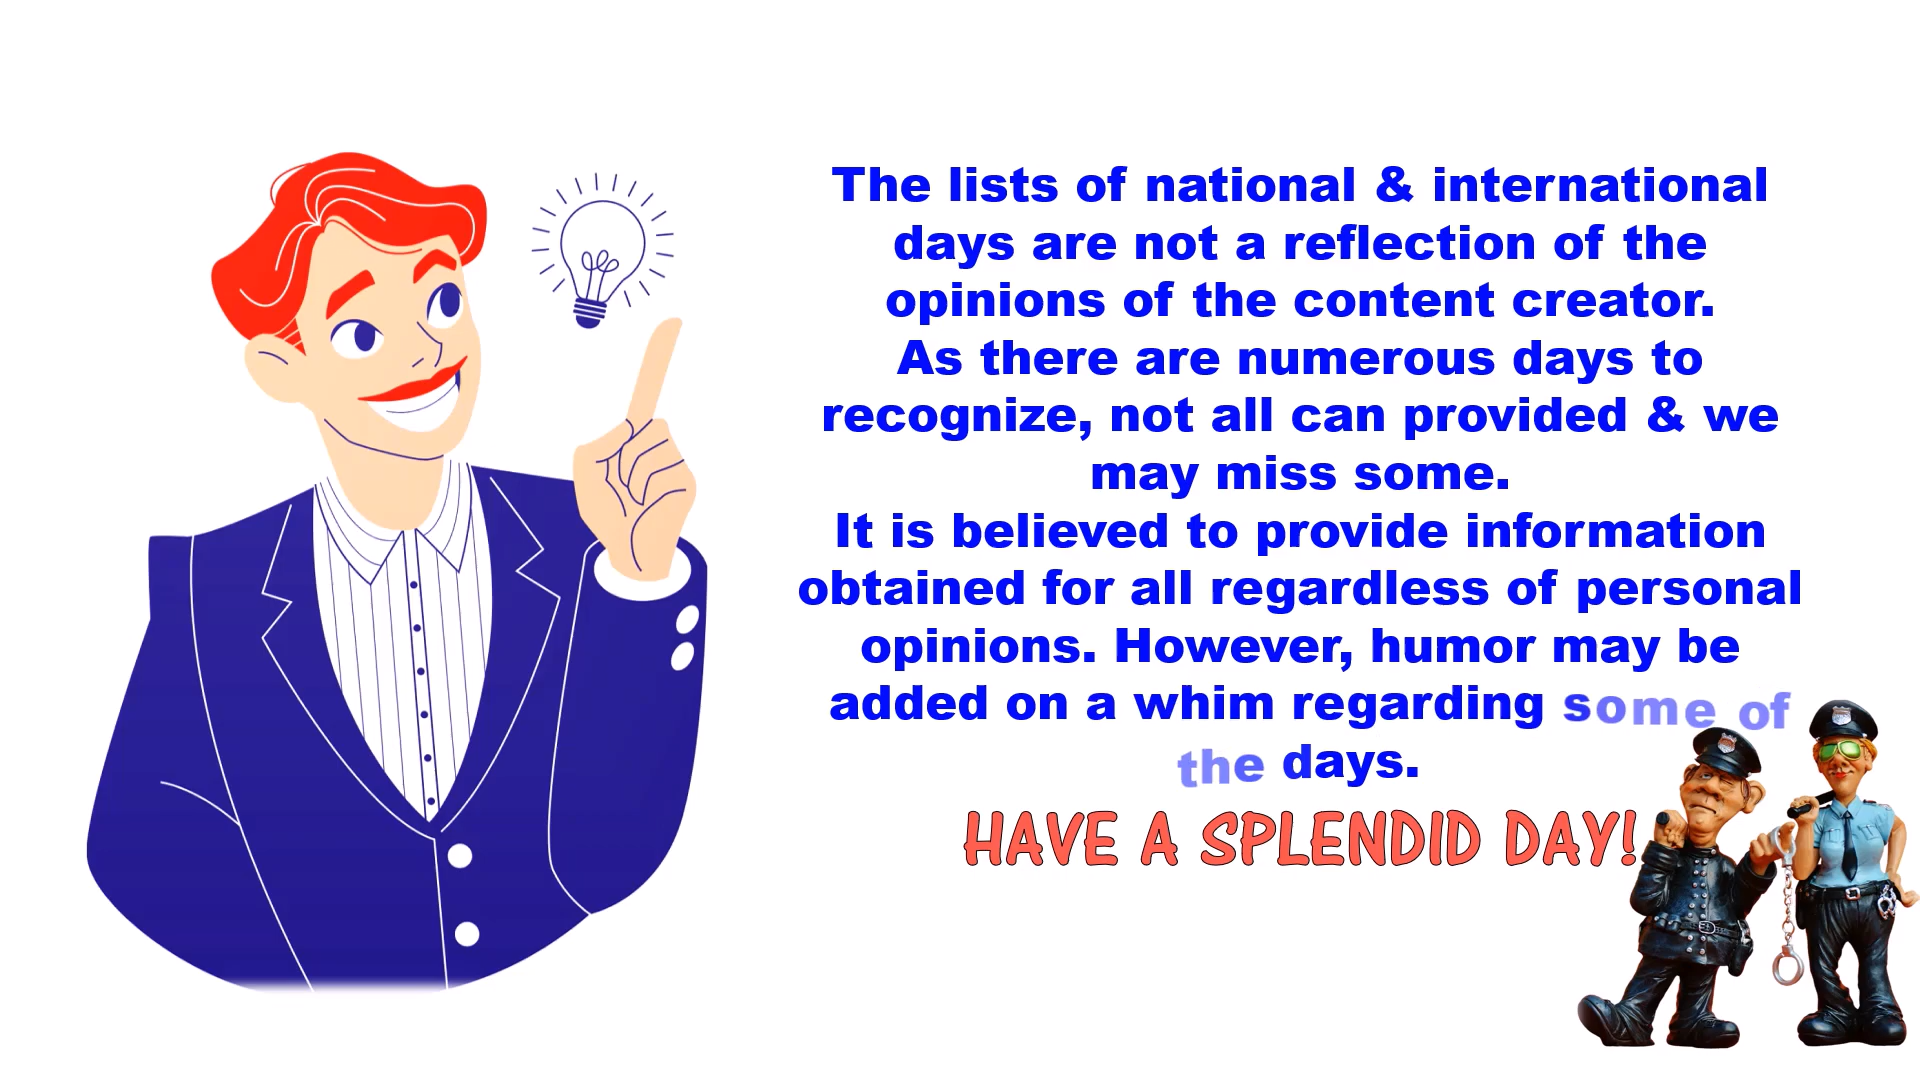 The lists of national & international
days are not a reflection of the
opinions of the content creator.
As there are numerous days to
recognize, not all can provided & we
may miss some.
It is believed to provide information
obtained for all regardless of personal
opinions. However, humor may be
added on a whim regarding some of
the days.
HAVE A SPLENDID DAY!